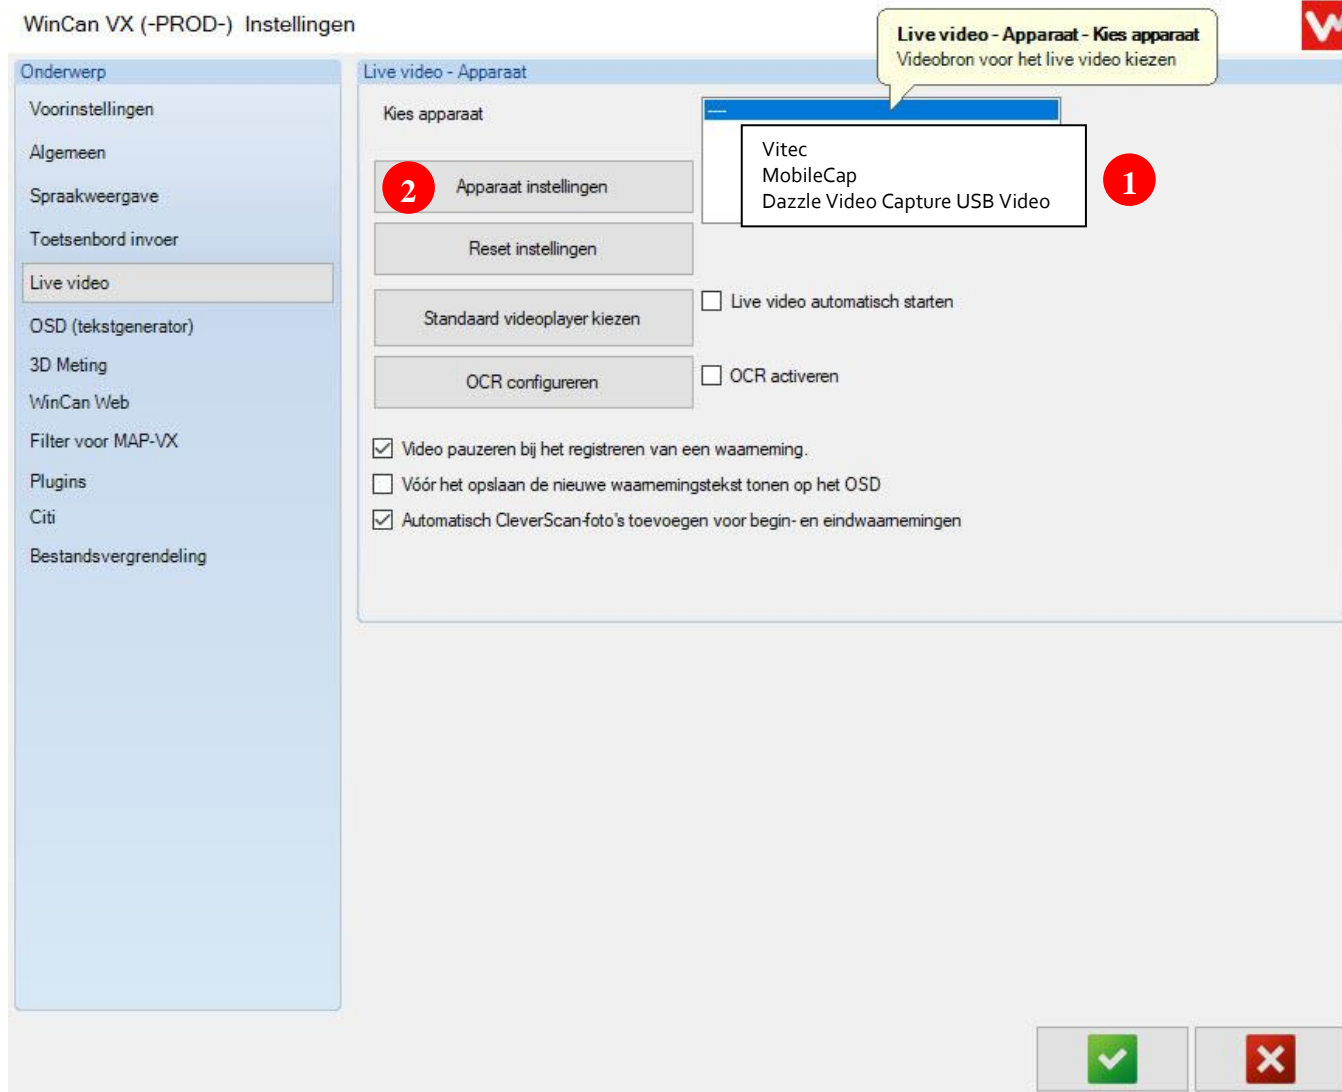 WinCan VX (-PROD-) Instellingen
Live video - Apparaat - Kies apparaat
Videobron voor het live video kiezen
Onderwerp
Voorinstellingen
Algemeen
Spraakweergave
Toetsenbord invoer
Live video
OSD (tekstgenerator)
3D Meting
WinCan Web
Filter voor MAP-VX
Plugins
Citi
Bestandsvergrendeling
Live video - Apparaat
Kies apparaat
----
Vitec
MobileCap
Dazzle Video Capture USB Video
1
2
Apparaat instellingen
Reset instellingen
Standaard videoplayer kiezen
Live video automatisch starten
OCR configureren
OCR activeren
Video pauzeren bij het registreren van een waarneming.
Vóór het opslaan de nieuwe waarnemingstekst tonen op het OSD
Automatisch CleverScan-foto's toevoegen voor begin- en eindwaarnemingen